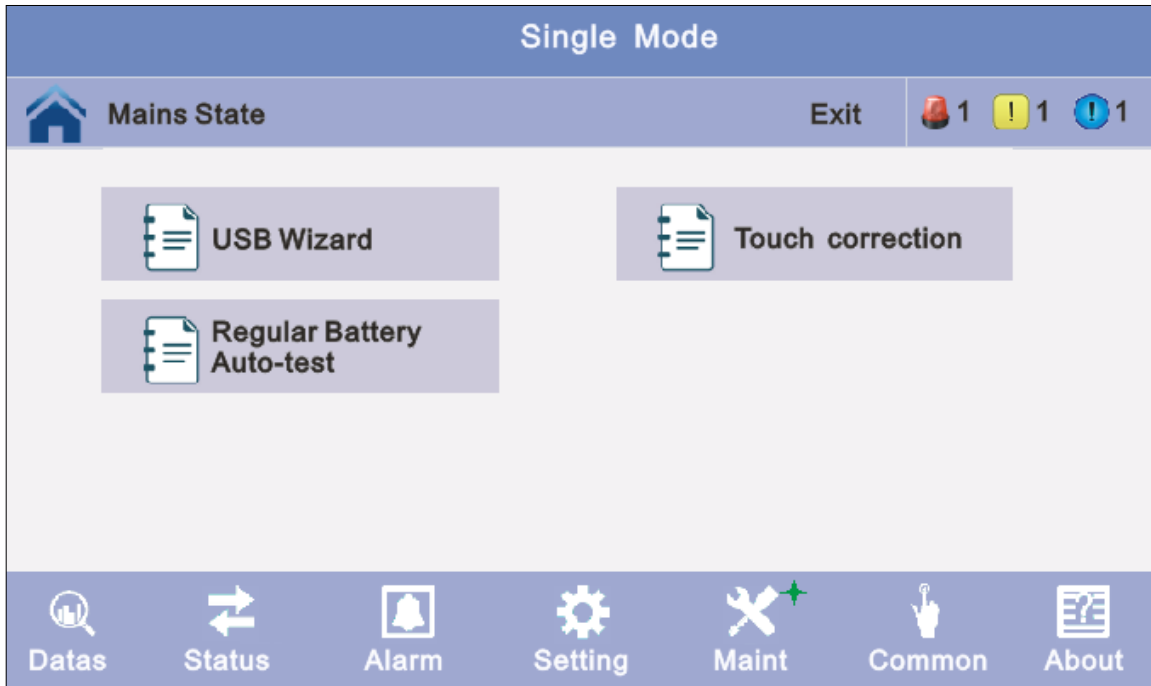 Single Mode
Mains State Exit 1 ! 1 ! 1
USB Wizard
Touch correction
Regular Battery
Auto-test
Datas Status Alarm Setting Maint Common About